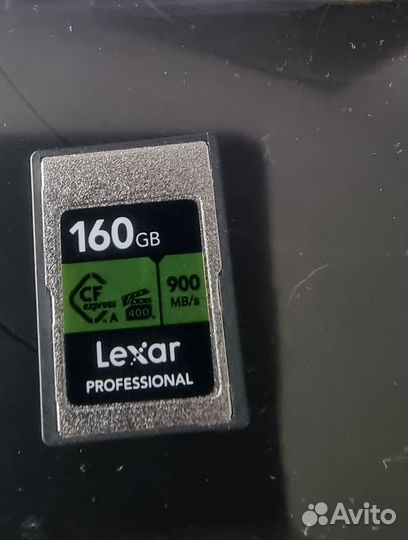 160GB
CF
express
A
400
900
MB/s
Lexar
PROFESSIONAL
Avito